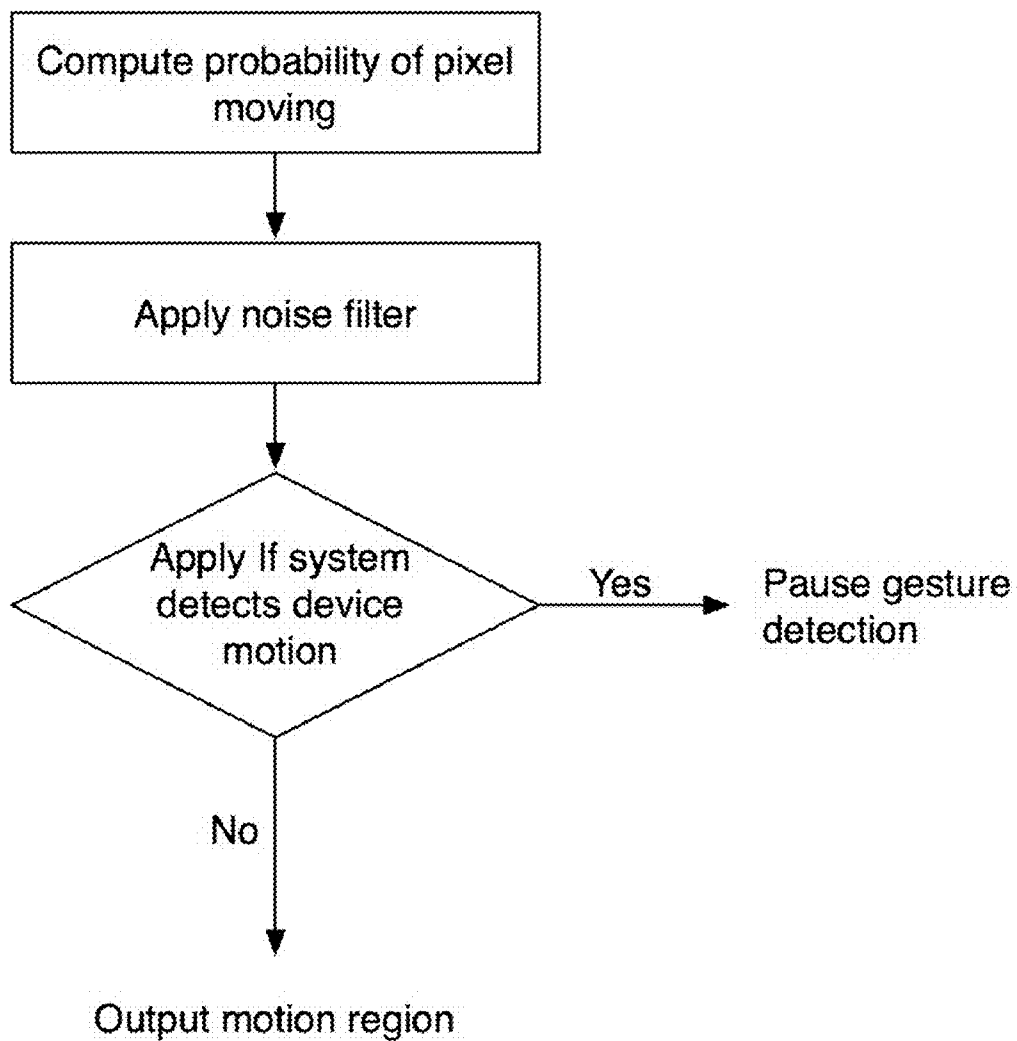 Compute probability of pixel
moving
Apply noise filter
Apply If system
detects device
motion
Yes
Pause gesture
detection
No
Output motion region